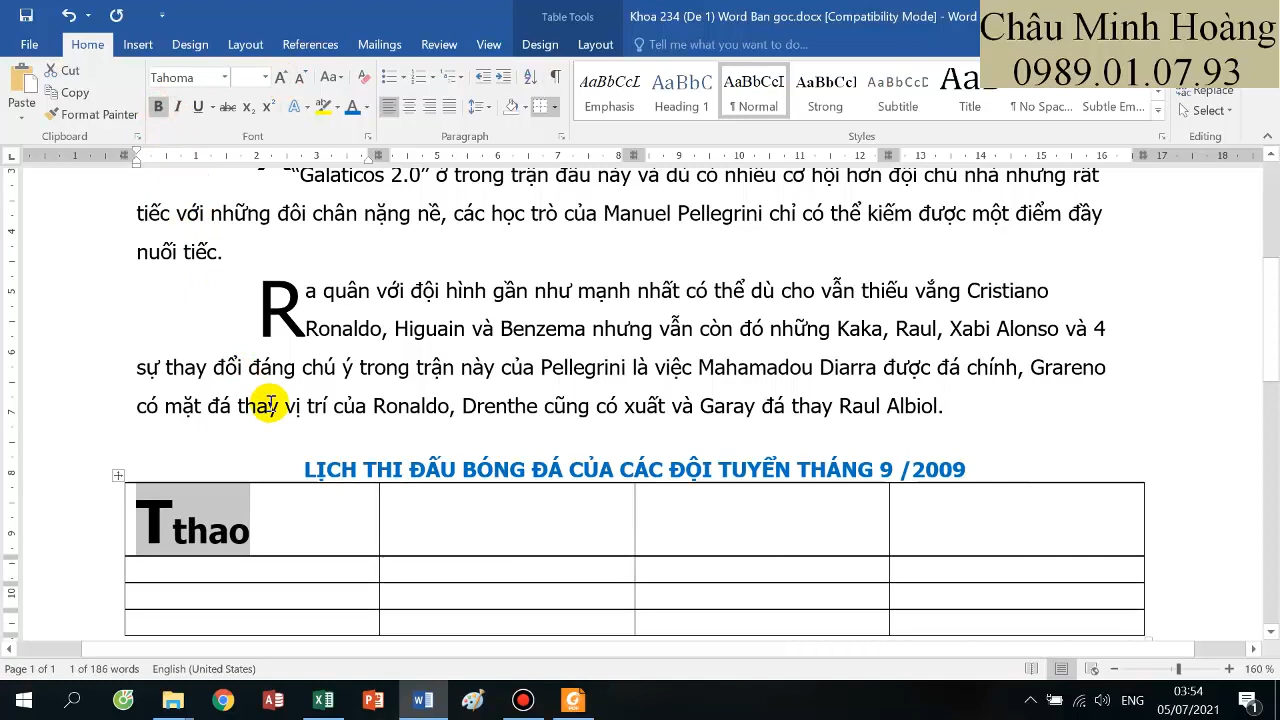 Table Tools
Khoa 234 (De 1) Word Ban goc.docx [Compatibility Mode] - Word
Châu Minh Hoàng
0989.01.07.93
File Home Insert Design Layout References Mailings Review View Design Layout Tell me what you want to do...
Cut
Copy
Format Painter
Paste
Clipboard
Tahoma
Font
Paragraph
AaBbCcL AaBbC AaBbCcI AaBbCcl AaBbCcD
Emphasis Heading 1 ¶ Normal Strong Subtitle Title ¶ No Spac... Subtle Em...
Styles
Replace
Select
Editing
"Galaticos 2.0" ở trong trận đấu này và dù có nhiều cơ hội hơn đội chủ nhà nhưng rất
tiếc với những đôi chân nặng nề, các học trò của Manuel Pellegrini chỉ có thể kiếm được một điểm đầy
nuối tiếc.
Ra quân với đội hình gần như mạnh nhất có thể dù cho vẫn thiếu vắng Cristiano
Ronaldo, Higuain và Benzema nhưng vẫn còn đó những Kaka, Raul, Xabi Alonso và 4
sự thay đổi đáng chú ý trong trận này của Pellegrini là việc Mahamadou Diarra được đá chính, Grareno
có mặt đá thay vị trí của Ronaldo, Drenthe cũng có xuất và Garay đá thay Raul Albiol.
LỊCH THI ĐẤU BÓNG ĐÁ CỦA CÁC ĐỘI TUYỂN THÁNG 9 /2009
Tthao
Page 1 of 1 1 of 186 words English (United States) 160 %
ENG
03:54
05/07/2021